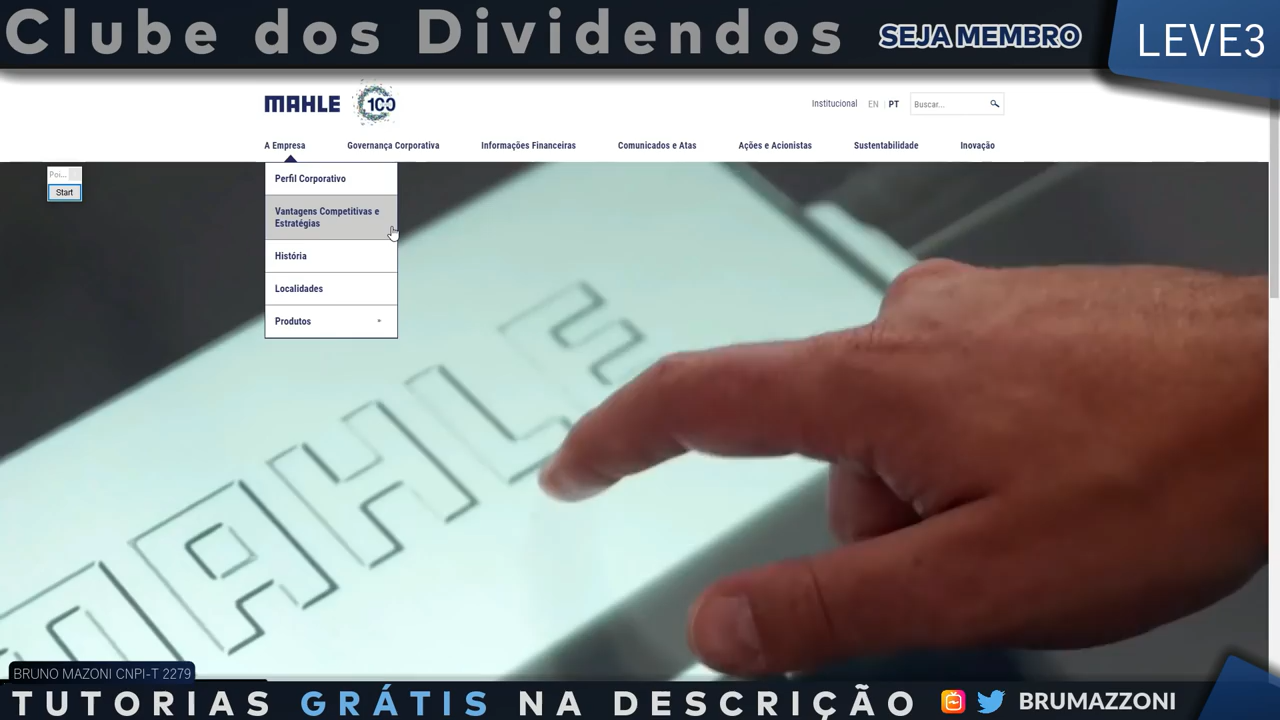 Clube dos Dividendos
SEJA MEMBRO
LEVE3
MAHLE
100
Institucional
EN | PT
Buscar...
A Empresa
Governança Corporativa
Informações Financeiras
Comunicados e Atas
Ações e Acionistas
Sustentabilidade
Inovação
Poi...
Start
Perfil Corporativo
Vantagens Competitivas e
Estratégias
História
Localidades
Produtos
MAHLE
BRUNO MAZONI CNPI-T 2279
TUTORIAS GRÁTIS NA DESCRIÇÃO
BRUMAZZONI